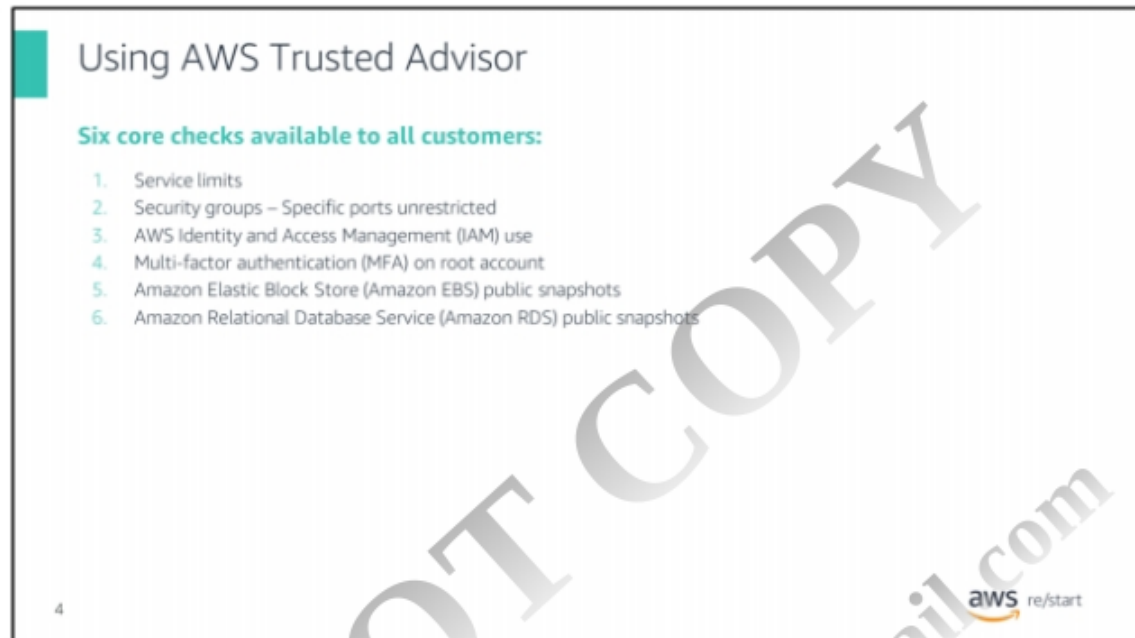 Using AWS Trusted Advisor
Six core checks available to all customers:
1. Service limits
2. Security groups – Specific ports unrestricted
3. AWS Identity and Access Management (IAM) use
4. Multi-factor authentication (MFA) on root account
5. Amazon Elastic Block Store (Amazon EBS) public snapshots
6. Amazon Relational Database Service (Amazon RDS) public snapshots
COPY
4
aws re/start